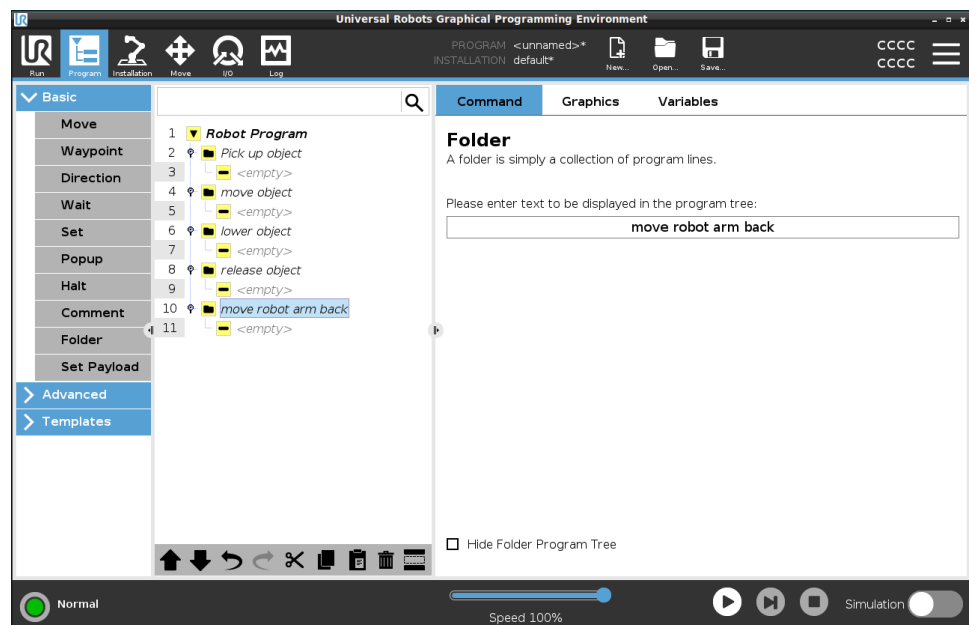 Universal Robots Graphical Programming Environment
UR
Run
Program
Installation
Move
I/O
Log
PROGRAM <unnamed>*
INSTALLATION default*
New...
Open...
Save...
CCCC
CCCC
Basic
Move
Waypoint
Direction
Wait
Set
Popup
Halt
Comment
Folder
Set Payload
Advanced
Templates
1 Robot Program
2 Pick up object
3 <empty>
4 move object
5 <empty>
6 lower object
7 <empty>
8 release object
9 <empty>
10 move robot arm back
11 <empty>
Command Graphics Variables
Folder
A folder is simply a collection of program lines.
Please enter text to be displayed in the program tree:
move robot arm back
Hide Folder Program Tree
Normal
Speed 100%
Simulation